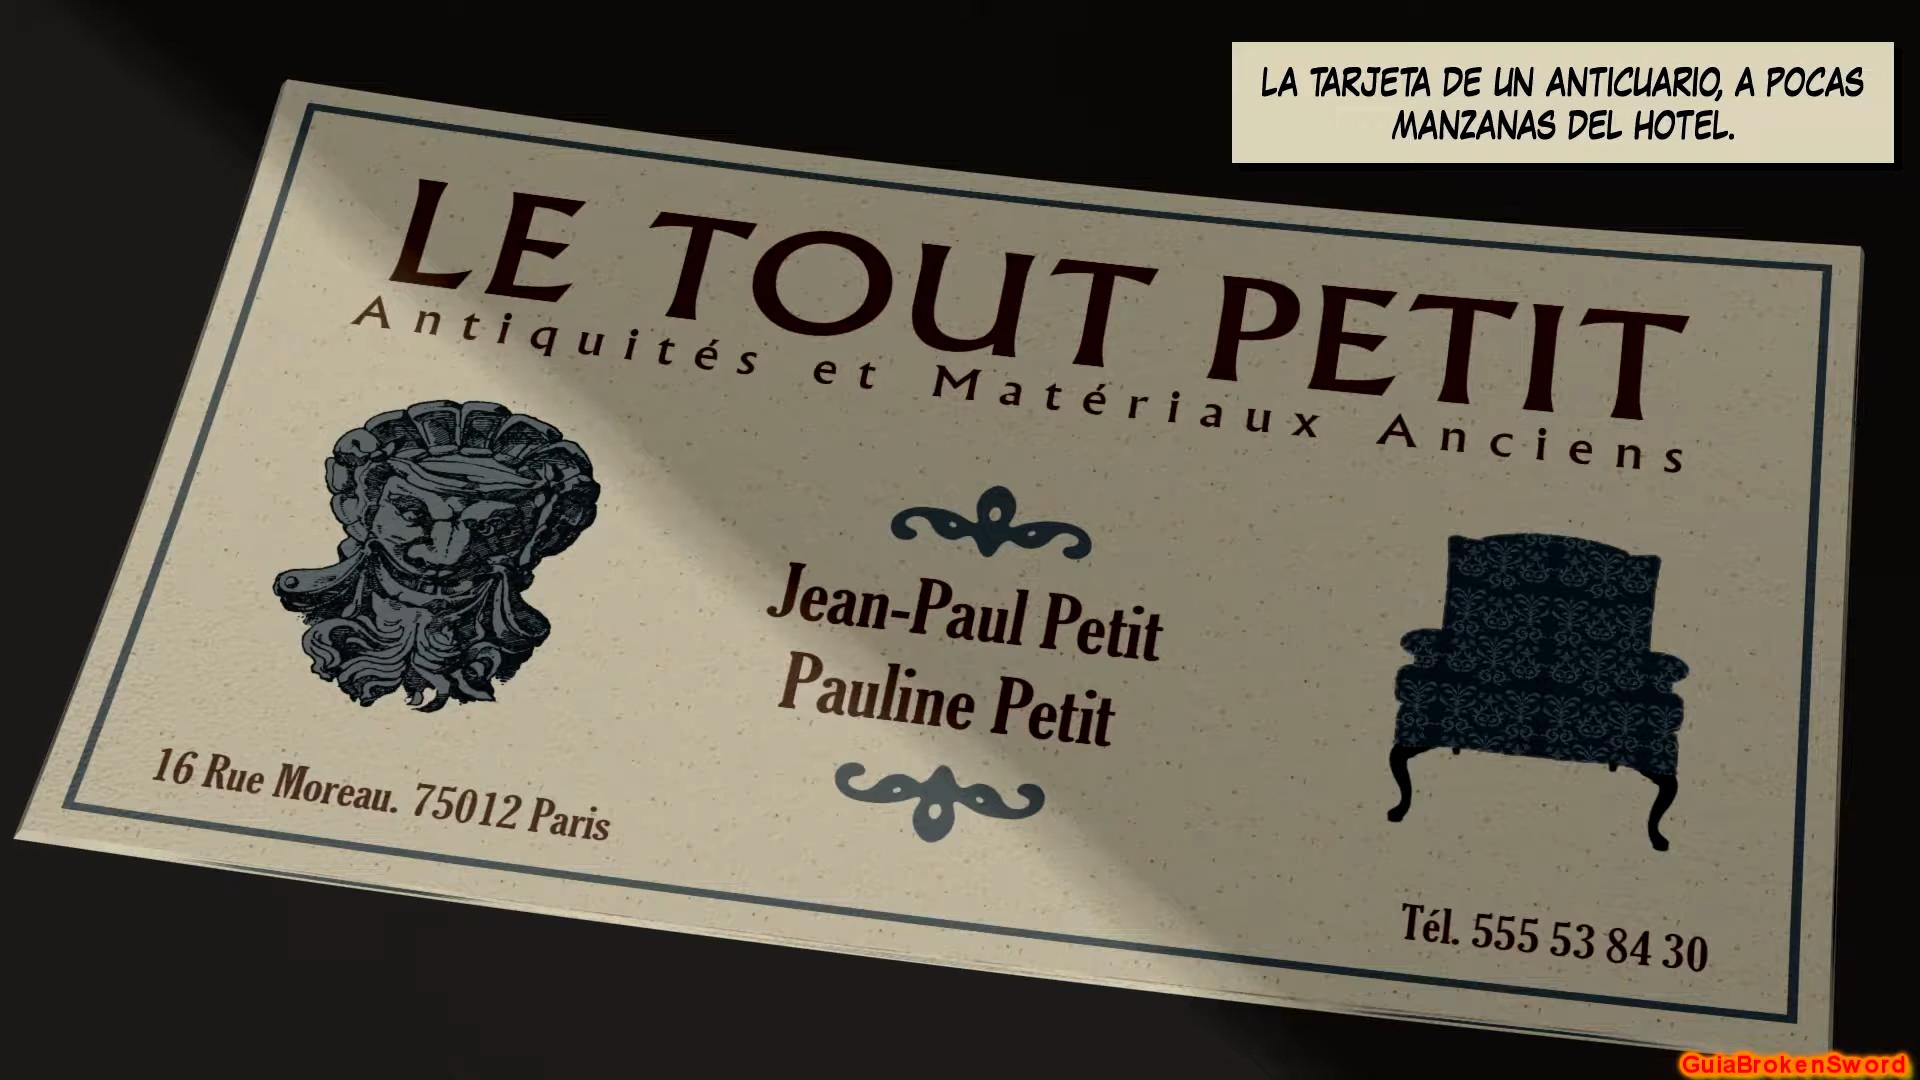 LA TARJETA DE UN ANTICUARIO, A POCAS
MANZANAS DEL HOTEL.
LE TOUT PETIT
Antiquités et Matériaux Anciens
Jean-Paul Petit
Pauline Petit
16 Rue Moreau. 75012 Paris
Tél. 555 53 84 30
GuiaBrokenSword